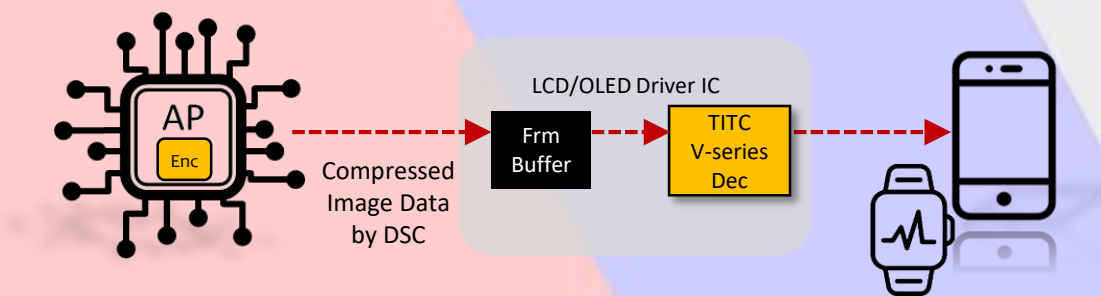 AP
Enc
Compressed
Image Data
by DSC
LCD/OLED Driver IC
Frm
Buffer
TITC
V-series
Dec